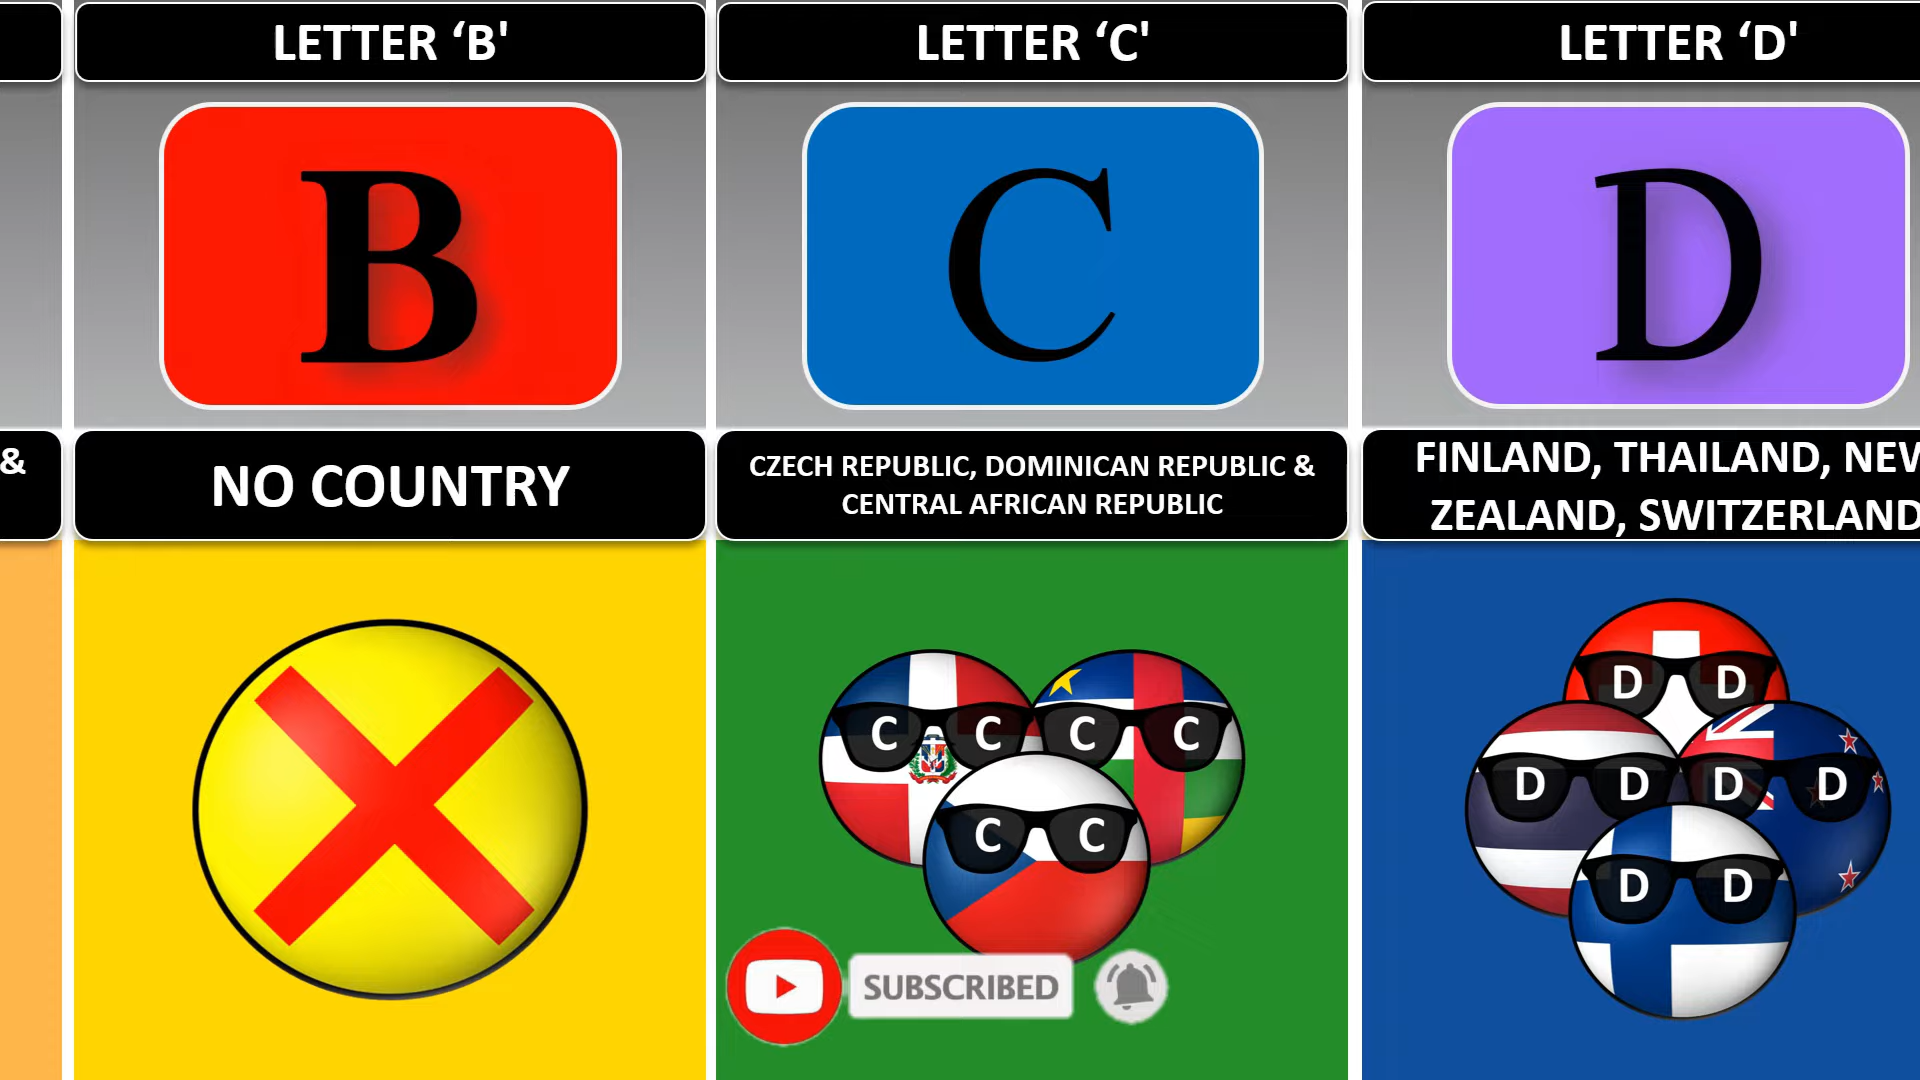 LETTER ‘B'
LETTER ‘C'
LETTER ‘D'
B
C
D
&
NO COUNTRY
CZECH REPUBLIC, DOMINICAN REPUBLIC &
CENTRAL AFRICAN REPUBLIC
FINLAND, THAILAND, NEW
ZEALAND, SWITZERLAND
C C C C
C C
D D
D D D D
D D
SUBSCRIBED